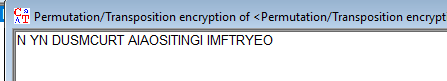 Permutation/Transposition encryption of <Permutation/Transposition encrypt
N YN DUSMCURT AIAOSITINGI IMFTRYEO